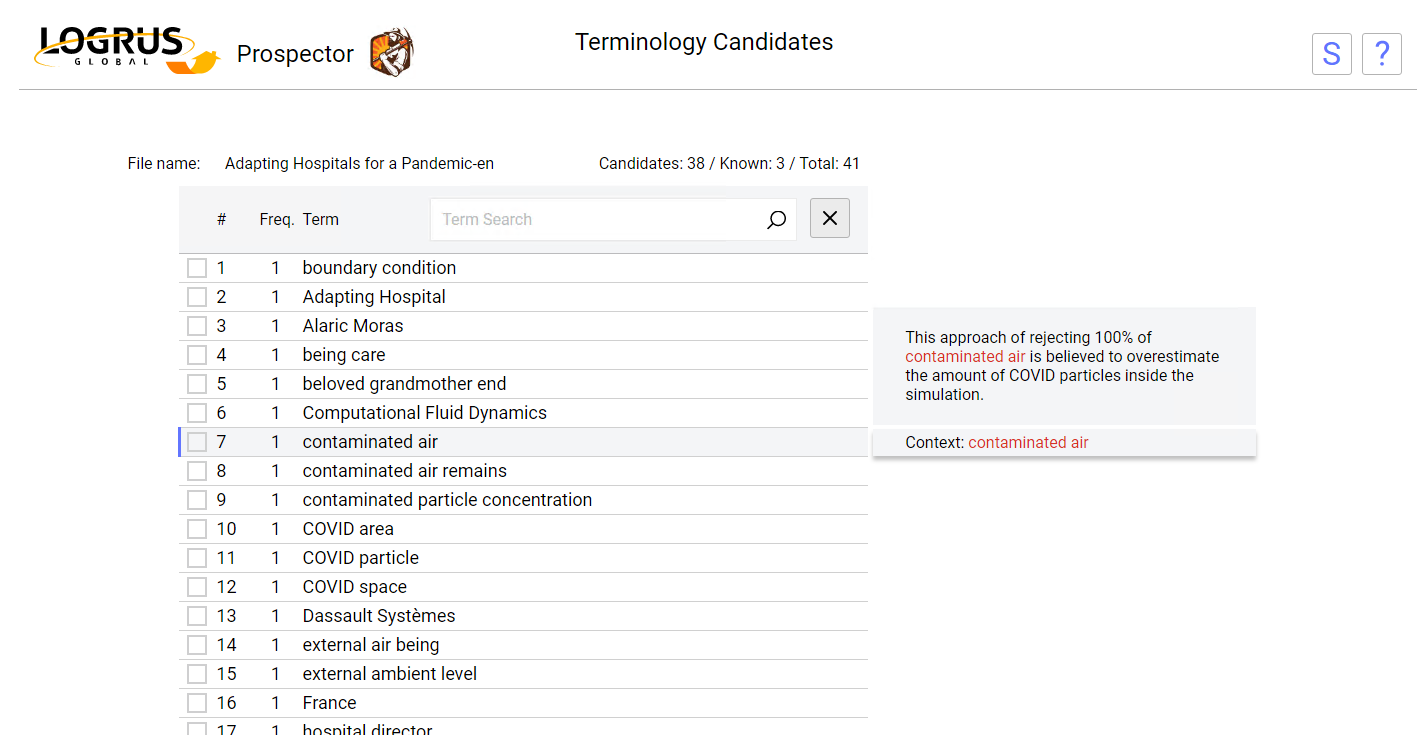 LOGRUS
GLOBAL
Prospector
Terminology Candidates
S
?
File name: Adapting Hospitals for a Pandemic-en
Candidates: 38 / Known: 3 / Total: 41
# Freq. Term
Term Search
1 1 boundary condition
2 1 Adapting Hospital
3 1 Alaric Moras
4 1 being care
5 1 beloved grandmother end
6 1 Computational Fluid Dynamics
7 1 contaminated air
8 1 contaminated air remains
9 1 contaminated particle concentration
10 1 COVID area
11 1 COVID particle
12 1 COVID space
13 1 Dassault Systèmes
14 1 external air being
15 1 external ambient level
16 1 France
17 1 hospital director
This approach of rejecting 100% of
contaminated air is believed to overestimate
the amount of COVID particles inside the
simulation.
Context: contaminated air